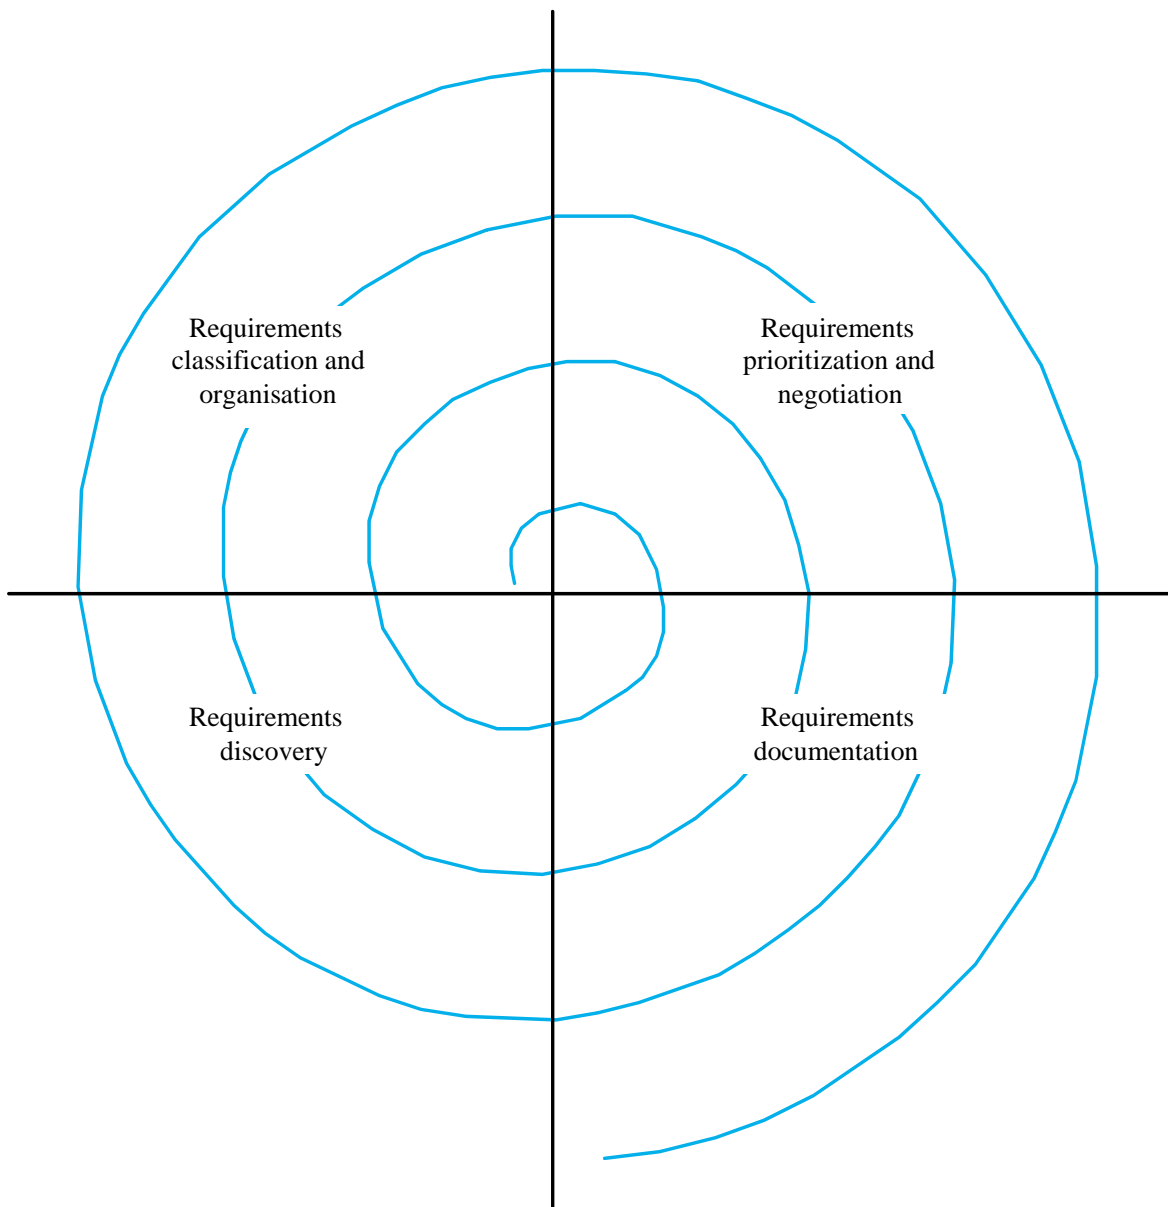 Requirements
classification and
organisation
Requirements
prioritization and
negotiation
Requirements
discovery
Requirements
documentation